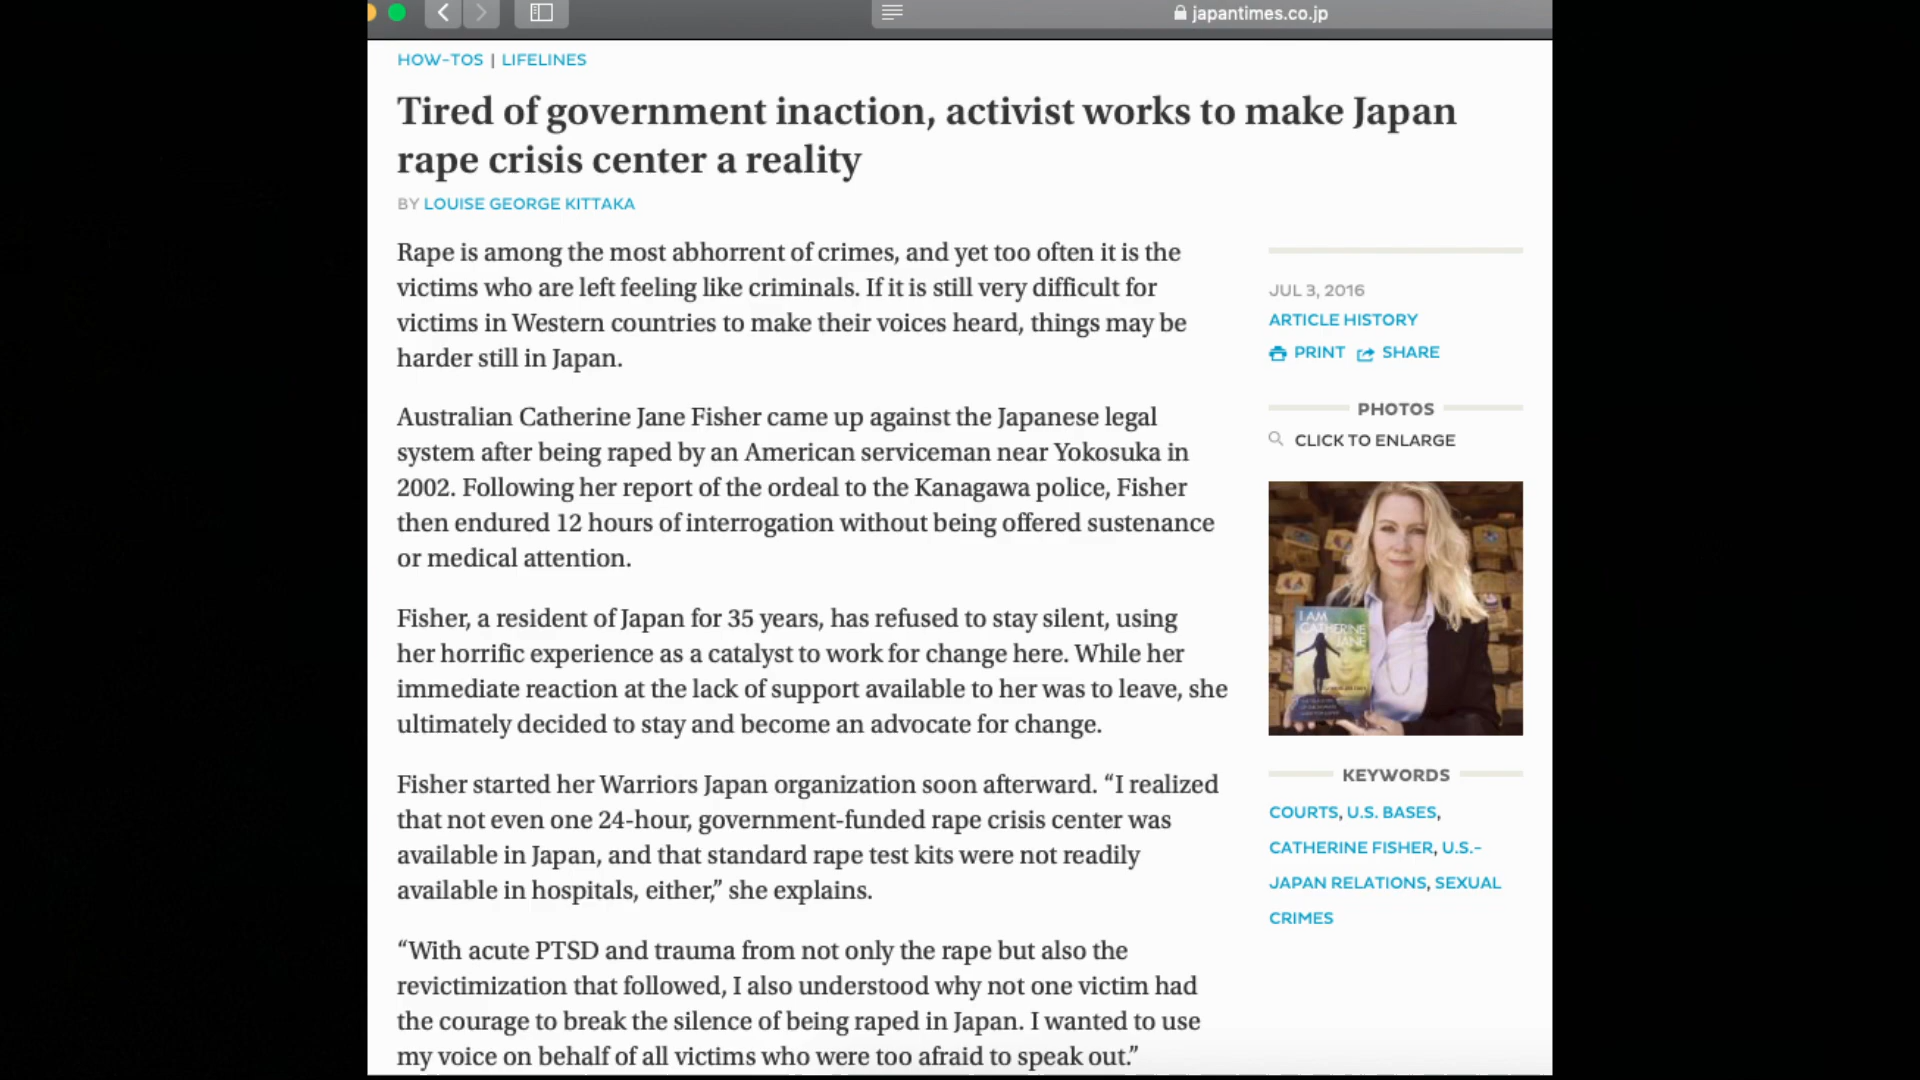 japantimes.co.jp
HOW-TOS | LIFELINES
Tired of government inaction, activist works to make Japan
rape crisis center a reality
BY LOUISE GEORGE KITTAKA
Rape is among the most abhorrent of crimes, and yet too often it is the
victims who are left feeling like criminals. If it is still very difficult for
victims in Western countries to make their voices heard, things may be
harder still in Japan.
Australian Catherine Jane Fisher came up against the Japanese legal
system after being raped by an American serviceman near Yokosuka in
2002. Following her report of the ordeal to the Kanagawa police, Fisher
then endured 12 hours of interrogation without being offered sustenance
or medical attention.
Fisher, a resident of Japan for 35 years, has refused to stay silent, using
her horrific experience as a catalyst to work for change here. While her
immediate reaction at the lack of support available to her was to leave, she
ultimately decided to stay and become an advocate for change.
Fisher started her Warriors Japan organization soon afterward. “I realized
that not even one 24-hour, government-funded rape crisis center was
available in Japan, and that standard rape test kits were not readily
available in hospitals, either,” she explains.
“With acute PTSD and trauma from not only the rape but also the
revictimization that followed, I also understood why not one victim had
the courage to break the silence of being raped in Japan. I wanted to use
my voice on behalf of all victims who were too afraid to speak out.”
JUL 3, 2016
ARTICLE HISTORY
PRINT SHARE
PHOTOS
CLICK TO ENLARGE
I AM
CATHERINE
JANE
KEYWORDS
COURTS, U.S. BASES,
CATHERINE FISHER, U.S.-
JAPAN RELATIONS, SEXUAL
CRIMES